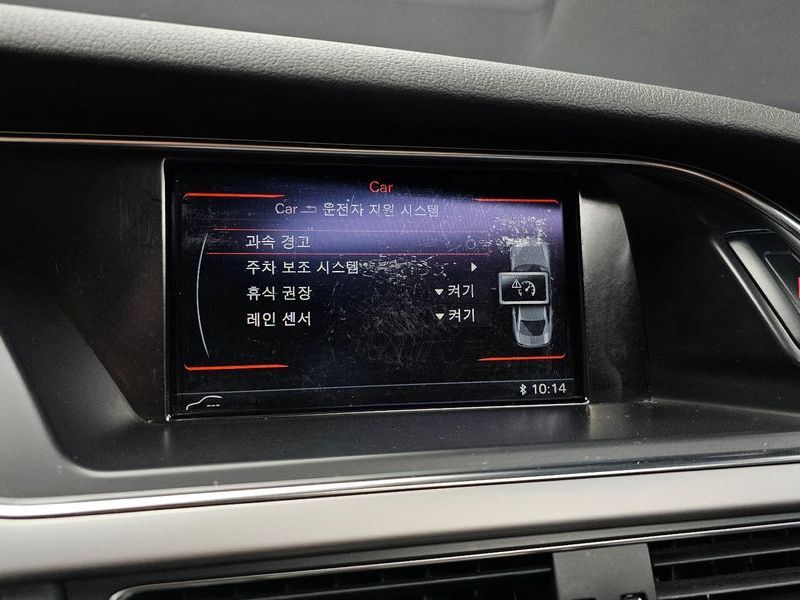 Car
Car 운전자 지원 시스템
과속 경고
주차 보조 시스템
휴식 권장 켜기
레인 센서 켜기
10:14